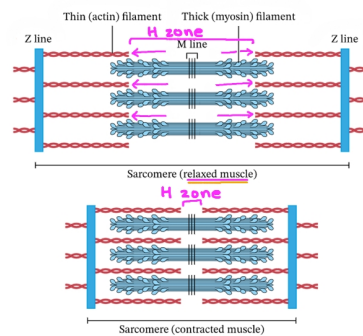 Thin (actin) filament
Thick (myosin) filament
H zone
Z line
M line
Z line
Sarcomere (relaxed muscle)
H zone
Sarcomere (contracted muscle)